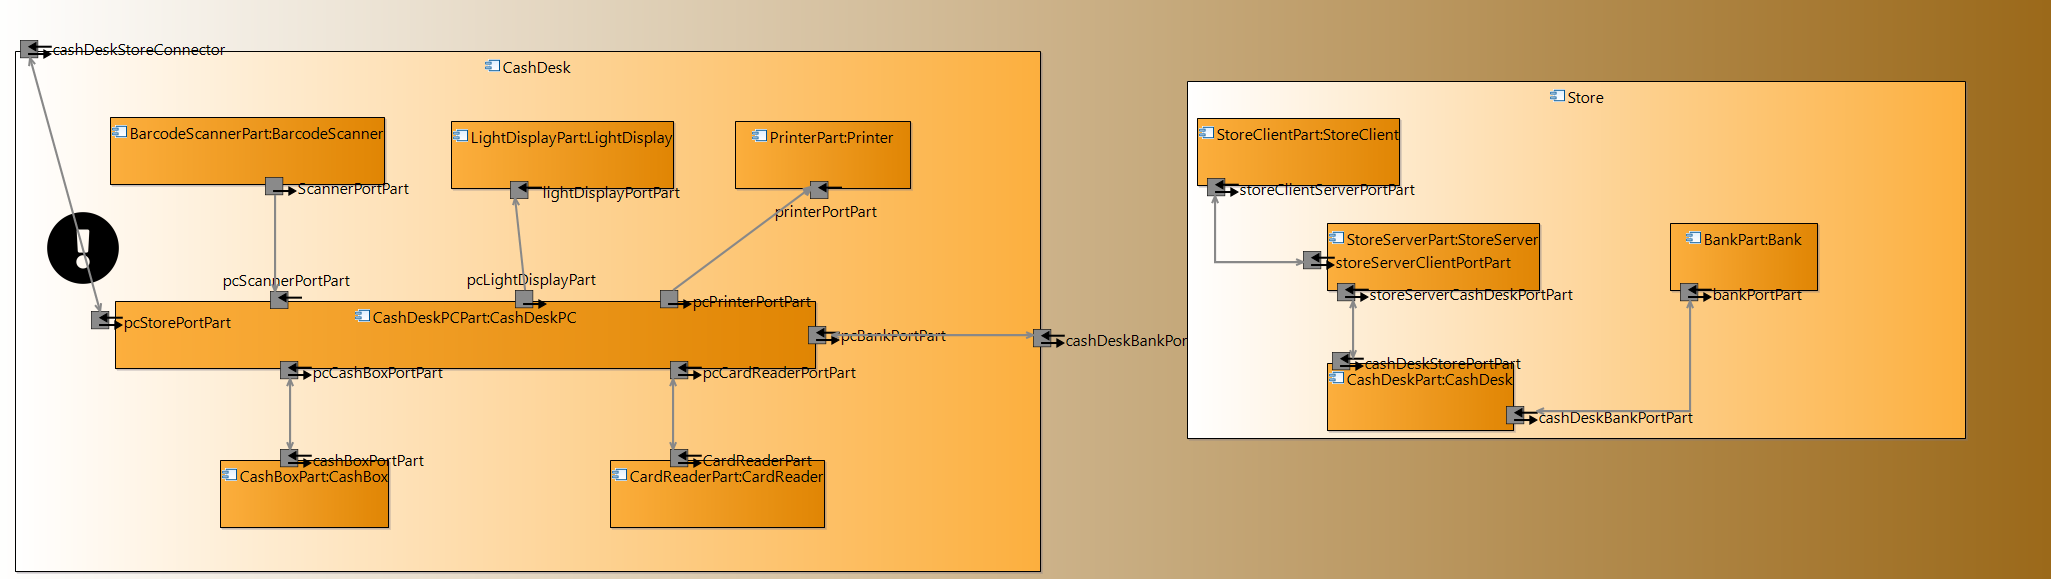 cashDeskStoreConnector
CashDesk
BarcodeScannerPart:BarcodeScanner
LightDisplayPart:LightDisplay
PrinterPart:Printer
ScannerPortPart
lightDisplayPortPart
printerPortPart
pcScannerPortPart
pcLightDisplayPart
pcPrinterPortPart
pcStorePortPart
CashDeskPCPart:CashDeskPC
pcBankPortPart
cashDeskBankPor
pcCashBoxPortPart
pcCardReaderPortPart
cashBoxPortPart
CardReaderPart
CashBoxPart:CashBox
CardReaderPart:CardReader
Store
StoreClientPart:StoreClient
storeClientServerPortPart
StoreServerPart:StoreServer
BankPart:Bank
storeServerClientPortPart
storeServerCashDeskPortPart
bankPortPart
cashDeskStorePortPart
CashDeskPart:CashDesk
cashDeskBankPortPart